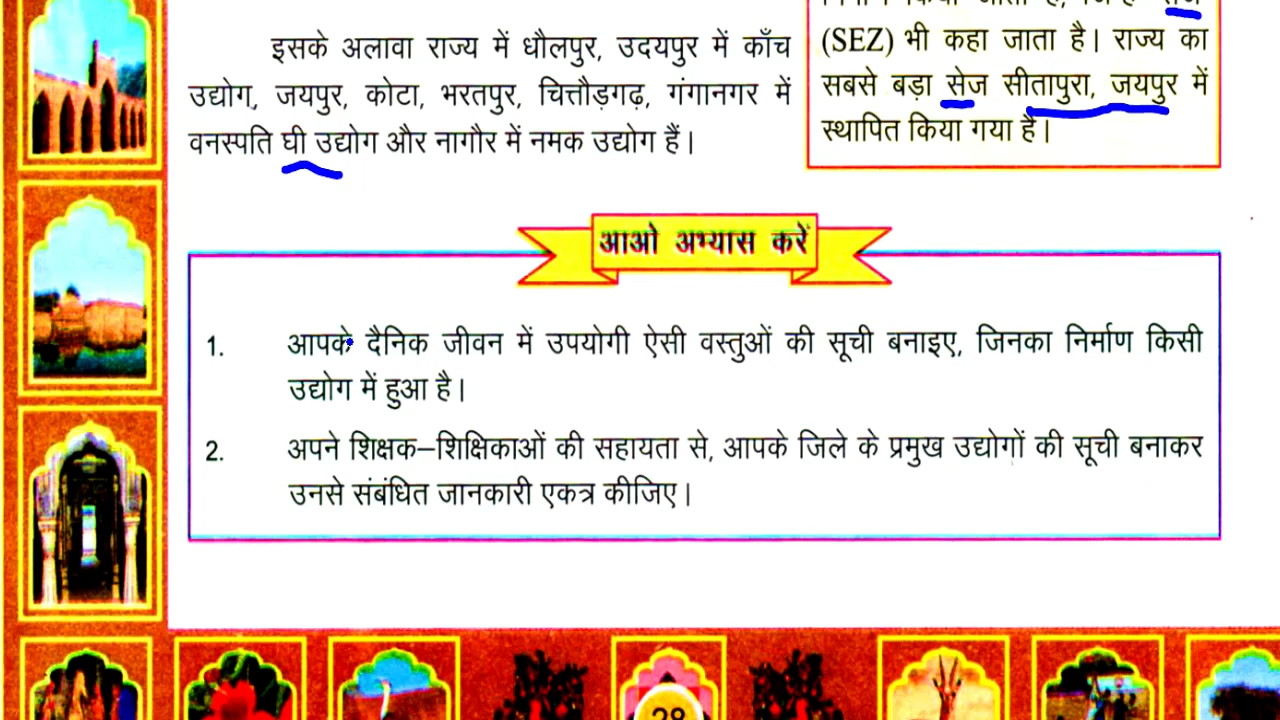 इसके अलावा राज्य में धौलपुर, उदयपुर में काँच
उद्योग, जयपुर, कोटा, भरतपुर, चित्तौड़गढ़, गंगानगर में
वनस्पति घी उद्योग और नागौर में नमक उद्योग हैं।
(SEZ) भी कहा जाता है। राज्य का
सबसे बड़ा सेज सीतापुरा, जयपुर में
स्थापित किया गया है।
आओ अभ्यास करें
1. आपके दैनिक जीवन में उपयोगी ऐसी वस्तुओं की सूची बनाइए, जिनका निर्माण किसी
उद्योग में हुआ है।
2. अपने शिक्षक–शिक्षिकाओं की सहायता से, आपके जिले के प्रमुख उद्योगों की सूची बनाकर
उनसे संबंधित जानकारी एकत्र कीजिए।
28